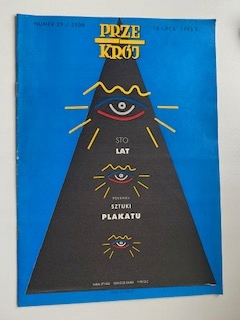 PRZE
KRÓJ
STO
LAT
POLSKIEJ
SZTUKI
PLAKATU